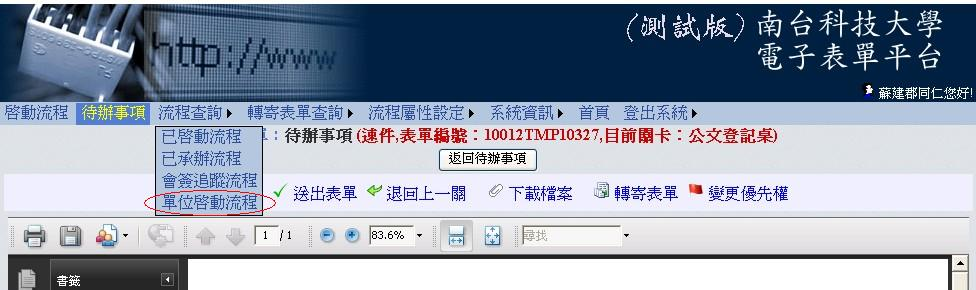 http://www
(測試版) 南台科技大學
電子表單平台
蘇建郡同仁您好!
啟動流程 待辦事項 流程查詢 轉寄表單查詢 流程屬性設定 系統資訊 首頁 登出系統
已啟動流程
已承辦流程
會簽追蹤流程
單位啟動流程
：待辦事項 (速件,表單編號：10012TMP10327,目前關卡：公文登記桌)
返回待辦事項
送出表單 退回上一關 下載檔案 轉寄表單 變更優先權
1 / 1 83.6% 尋找
書籤